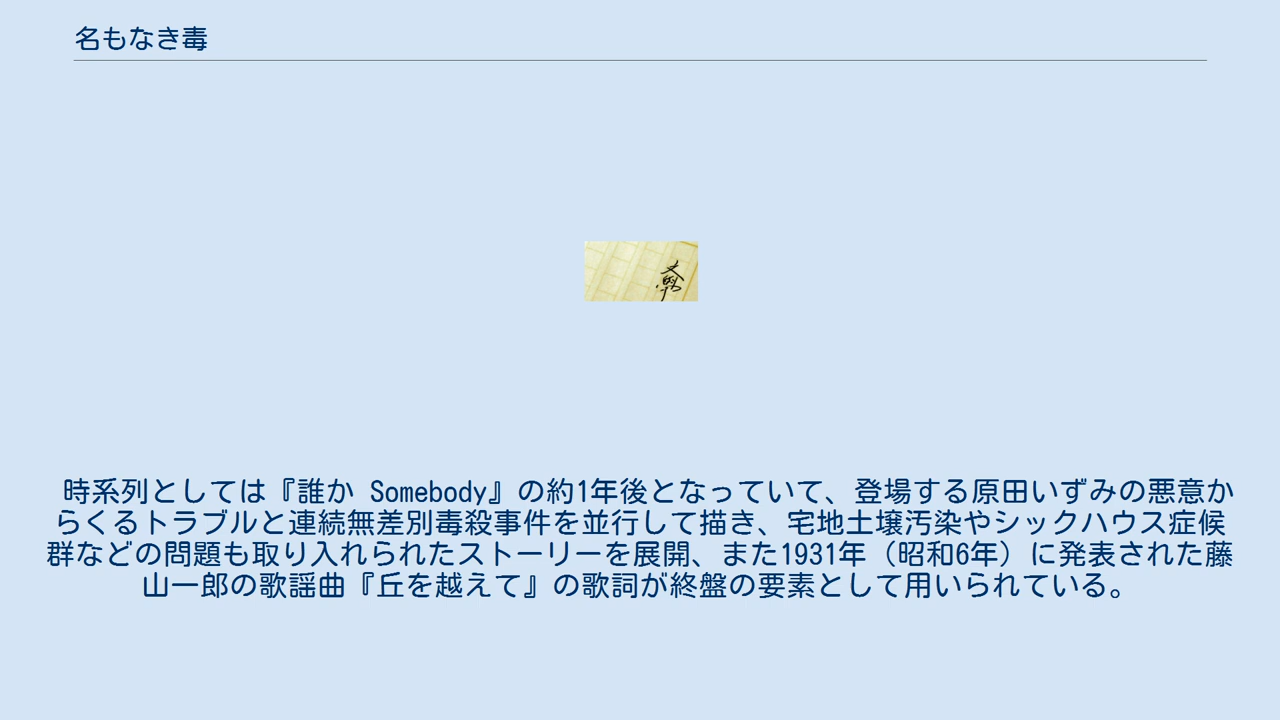 名もなき毒
時系列としては『誰か Somebody』の約1年後となっていて、登場する原田いずみの悪意か
らくるトラブルと連続無差別毒殺事件を並行して描き、宅地土壌汚染やシックハウス症候
群などの問題も取り入れられたストーリーを展開、また1931年（昭和6年）に発表された藤
山一郎の歌謡曲『丘を越えて』の歌詞が終盤の要素として用いられている。